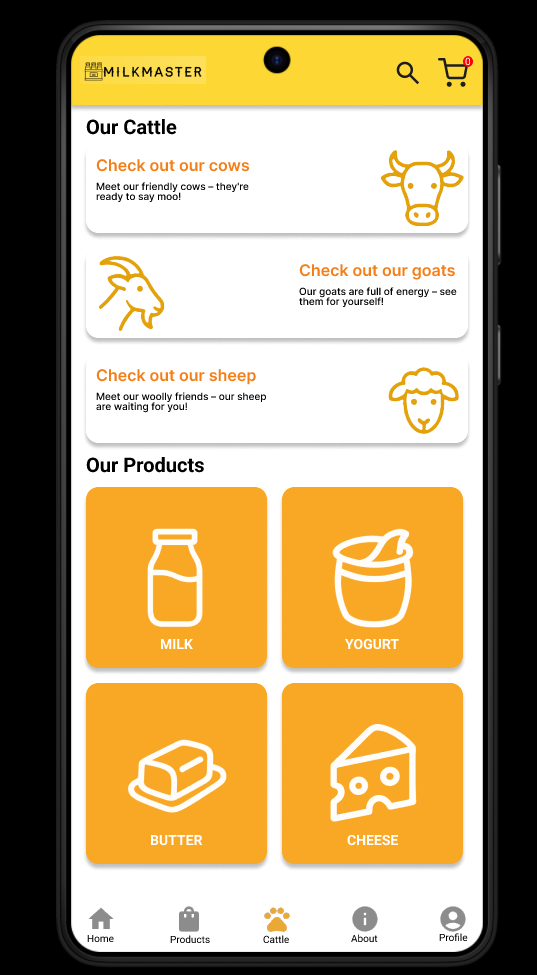 MILKMASTER
0
Our Cattle
Check out our cows
Meet our friendly cows – they're
ready to say moo!
Check out our goats
Our goats are full of energy – see
them for yourself!
Check out our sheep
Meet our woolly friends – our sheep
are waiting for you!
Our Products
MILK
YOGURT
BUTTER
CHEESE
Home
Products
Cattle
About
Profile